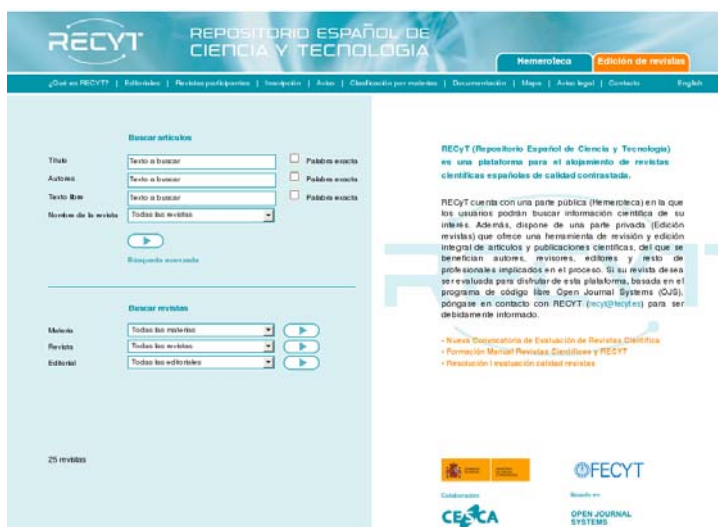 RECYT
REPOSITORIO ESPAÑOL DE
CIENCIA Y TECNOLOGIA
Hemeroteca
Edición de revistas
¿Qué es RECYT? | Editoriales | Revistas participantes | Inscripción | Aviso | Clasificación por materias | Documentación | Mapa | Aviso legal | Contacto English
Buscar artículos
Título Texto a buscar Palabra exacta
Autores Texto a buscar Palabra exacta
Texto libre Texto a buscar Palabra exacta
Nombre de la revista Todas las revistas
Búsqueda avanzada
Buscar revistas
Materia Todas las materias
Revista Todas las revistas
Editorial Todas las editoriales
25 revistas
RECyT (Repositorio Español de Ciencia y Tecnología)
es una plataforma para el alojamiento de revistas
científicas españolas de calidad contrastada.
RECyT cuenta con una parte pública (Hemeroteca) en la que
los usuarios podrán buscar información científica de su
interés. Además, dispone de una parte privada (Edición
revistas) que ofrece una herramienta de revisión y edición
integral de artículos y publicaciones científicas, del que se
benefician autores, revisores, editores y resto de
profesionales implicados en el proceso. Si su revista desea
ser evaluada para disfrutar de esta plataforma, basada en el
programa de código libre Open Journal Systems (OJS),
póngase en contacto con RECYT (recyt@fecyt.es) para ser
debidamente informado.
• Nueva Convocatoria de Evaluación de Revistas Científica
• Formación Manual Revistas Científicas y RECYT
• Resolución I evaluación calidad revistas
FECYT
Colaboración
Basado en
CESCA
OPEN JOURNAL
SYSTEMS